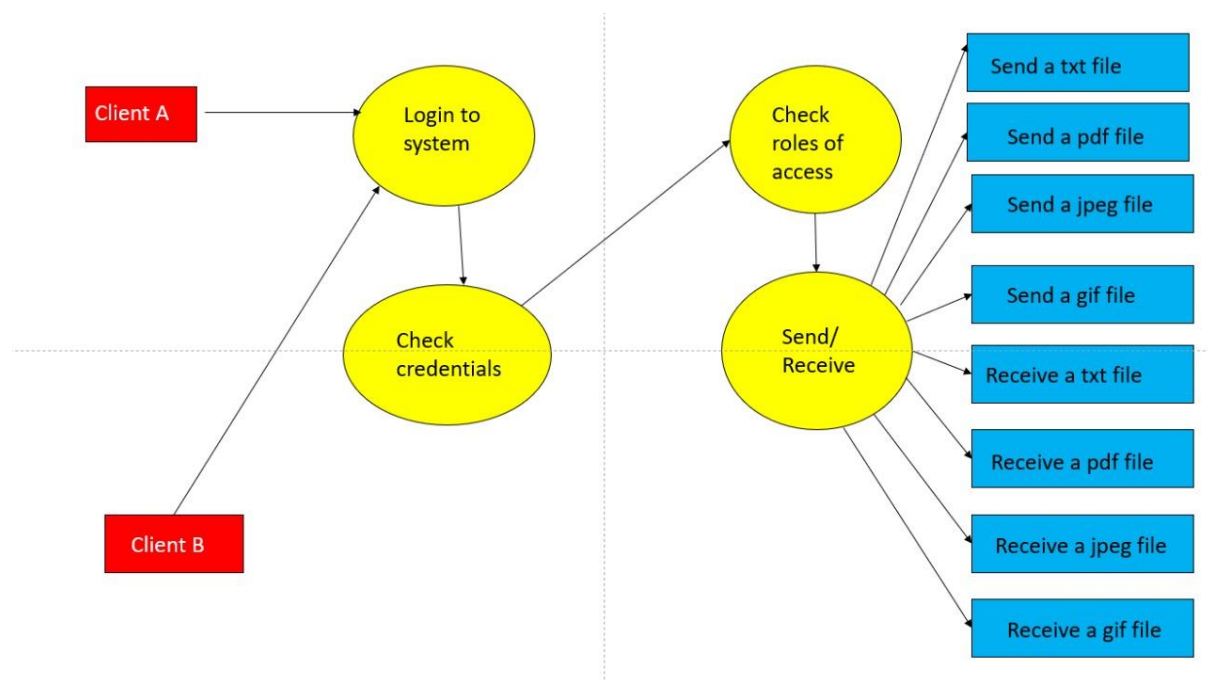 Client A
Login to
system
Check
credentials
Client B
Check
roles of
access
Send/
Receive
Send a txt file
Send a pdf file
Send a jpeg file
Send a gif file
Receive a txt file
Receive a pdf file
Receive a jpeg file
Receive a gif file